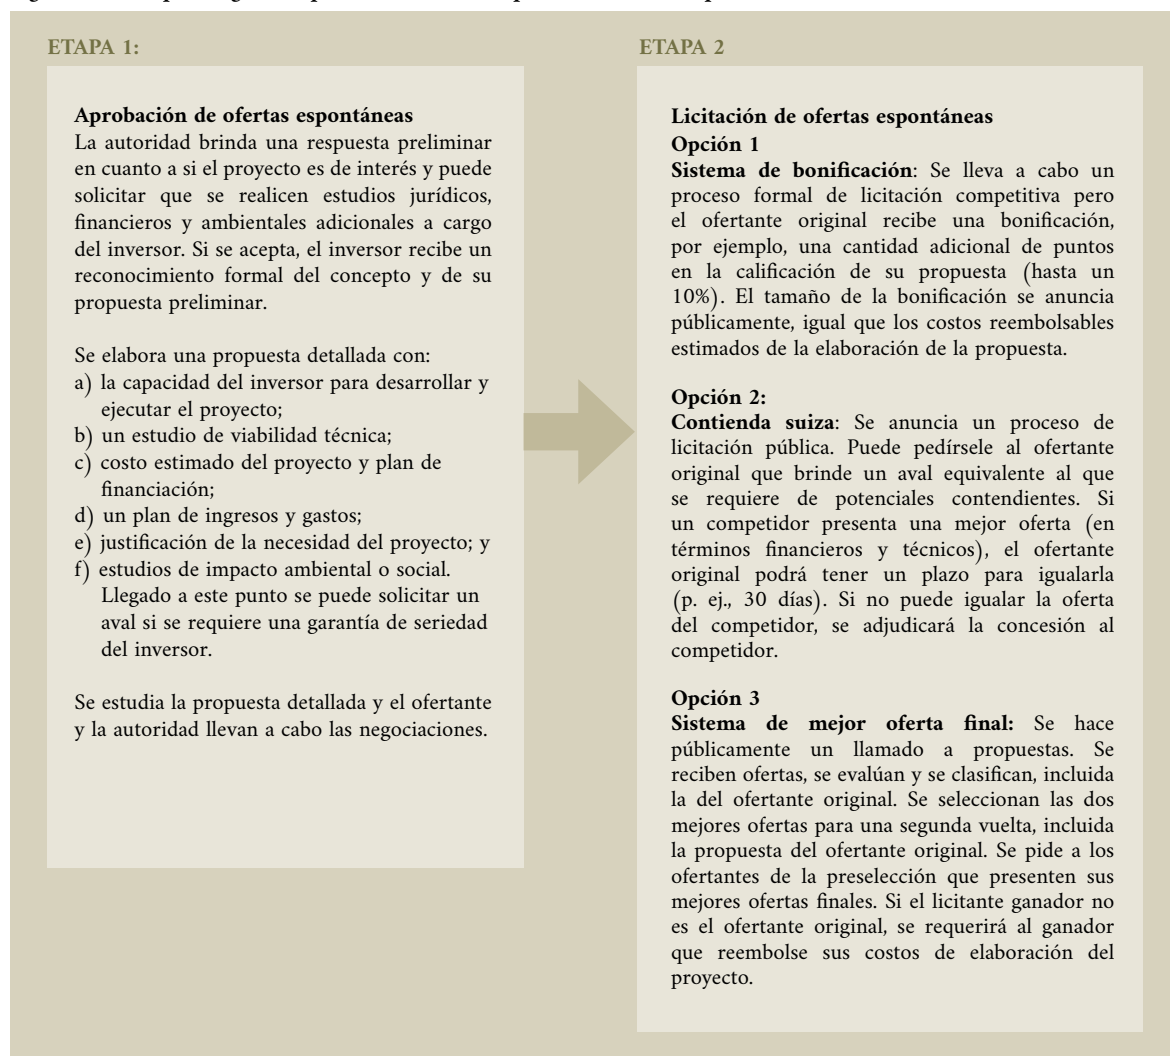 ETAPA 1:
Aprobación de ofertas espontáneas
La autoridad brinda una respuesta preliminar
en cuanto a si el proyecto es de interés y puede
solicitar que se realicen estudios jurídicos,
financieros y ambientales adicionales a cargo
del inversor. Si se acepta, el inversor recibe un
reconocimiento formal del concepto y de su
propuesta preliminar.
Se elabora una propuesta detallada con:
a) la capacidad del inversor para desarrollar y
ejecutar el proyecto;
b) un estudio de viabilidad técnica;
c) costo estimado del proyecto y plan de
financiación;
d) un plan de ingresos y gastos;
e) justificación de la necesidad del proyecto; y
f) estudios de impacto ambiental o social.
Llegado a este punto se puede solicitar un
aval si se requiere una garantía de seriedad
del inversor.
Se estudia la propuesta detallada y el ofertante
y la autoridad llevan a cabo las negociaciones.
ETAPA 2
Licitación de ofertas espontáneas
Opción 1
Sistema de bonificación: Se lleva a cabo un
proceso formal de licitación competitiva pero
el ofertante original recibe una bonificación,
por ejemplo, una cantidad adicional de puntos
en la calificación de su propuesta (hasta un
10%). El tamaño de la bonificación se anuncia
públicamente, igual que los costos reembolsables
estimados de la elaboración de la propuesta.
Opción 2:
Contienda suiza: Se anuncia un proceso de
licitación pública. Puede pedírsele al ofertante
original que brinde un aval equivalente al que
se requiere de potenciales contendientes. Si
un competidor presenta una mejor oferta (en
términos financieros y técnicos), el ofertante
original podrá tener un plazo para igualarla
(p. ej., 30 días). Si no puede igualar la oferta
del competidor, se adjudicará la concesión al
competidor.
Opción 3
Sistema de mejor oferta final: Se hace
públicamente un llamado a propuestas. Se
reciben ofertas, se evalúan y se clasifican, incluida
la del ofertante original. Se seleccionan las dos
mejores ofertas para una segunda vuelta, incluida
la propuesta del ofertante original. Se pide a los
ofertantes de la preselección que presenten sus
mejores ofertas finales. Si el licitante ganador no
es el ofertante original, se requerirá al ganador
que reembolse sus costos de elaboración del
proyecto.